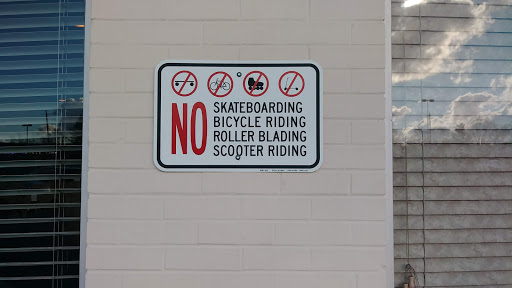 NO
SKATEBOARDING
BICYCLE RIDING
ROLLER BLADING
SCOOTER RIDING